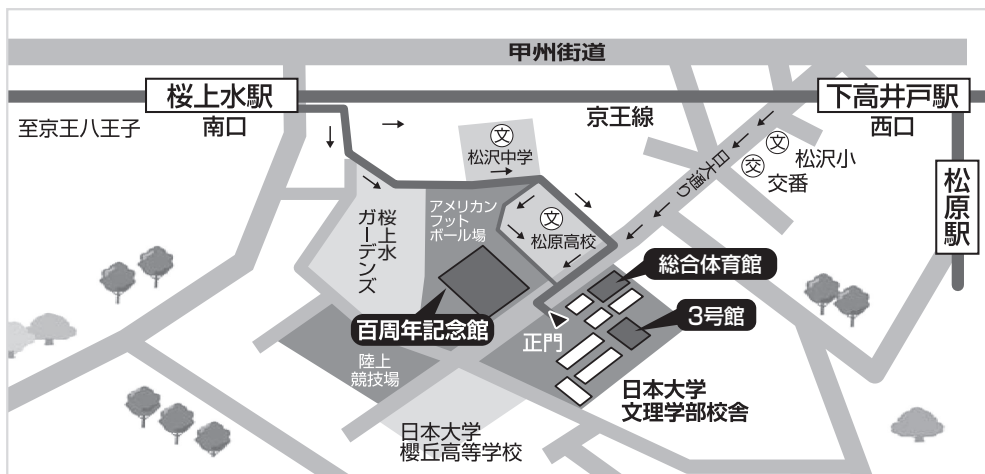 甲州街道
桜上水駅
下高井戸駅
至京王八王子
南口
京王線
西口
文
松沢中学
日大通り
文
松沢小
交
交番
松原駅
桜上水
ガーデンズ
アメリカン
フット
ボール場
文
松原高校
総合体育館
3号館
百周年記念館
正門
陸上
競技場
日本大学
文理学部校舎
日本大学
櫻丘高等学校